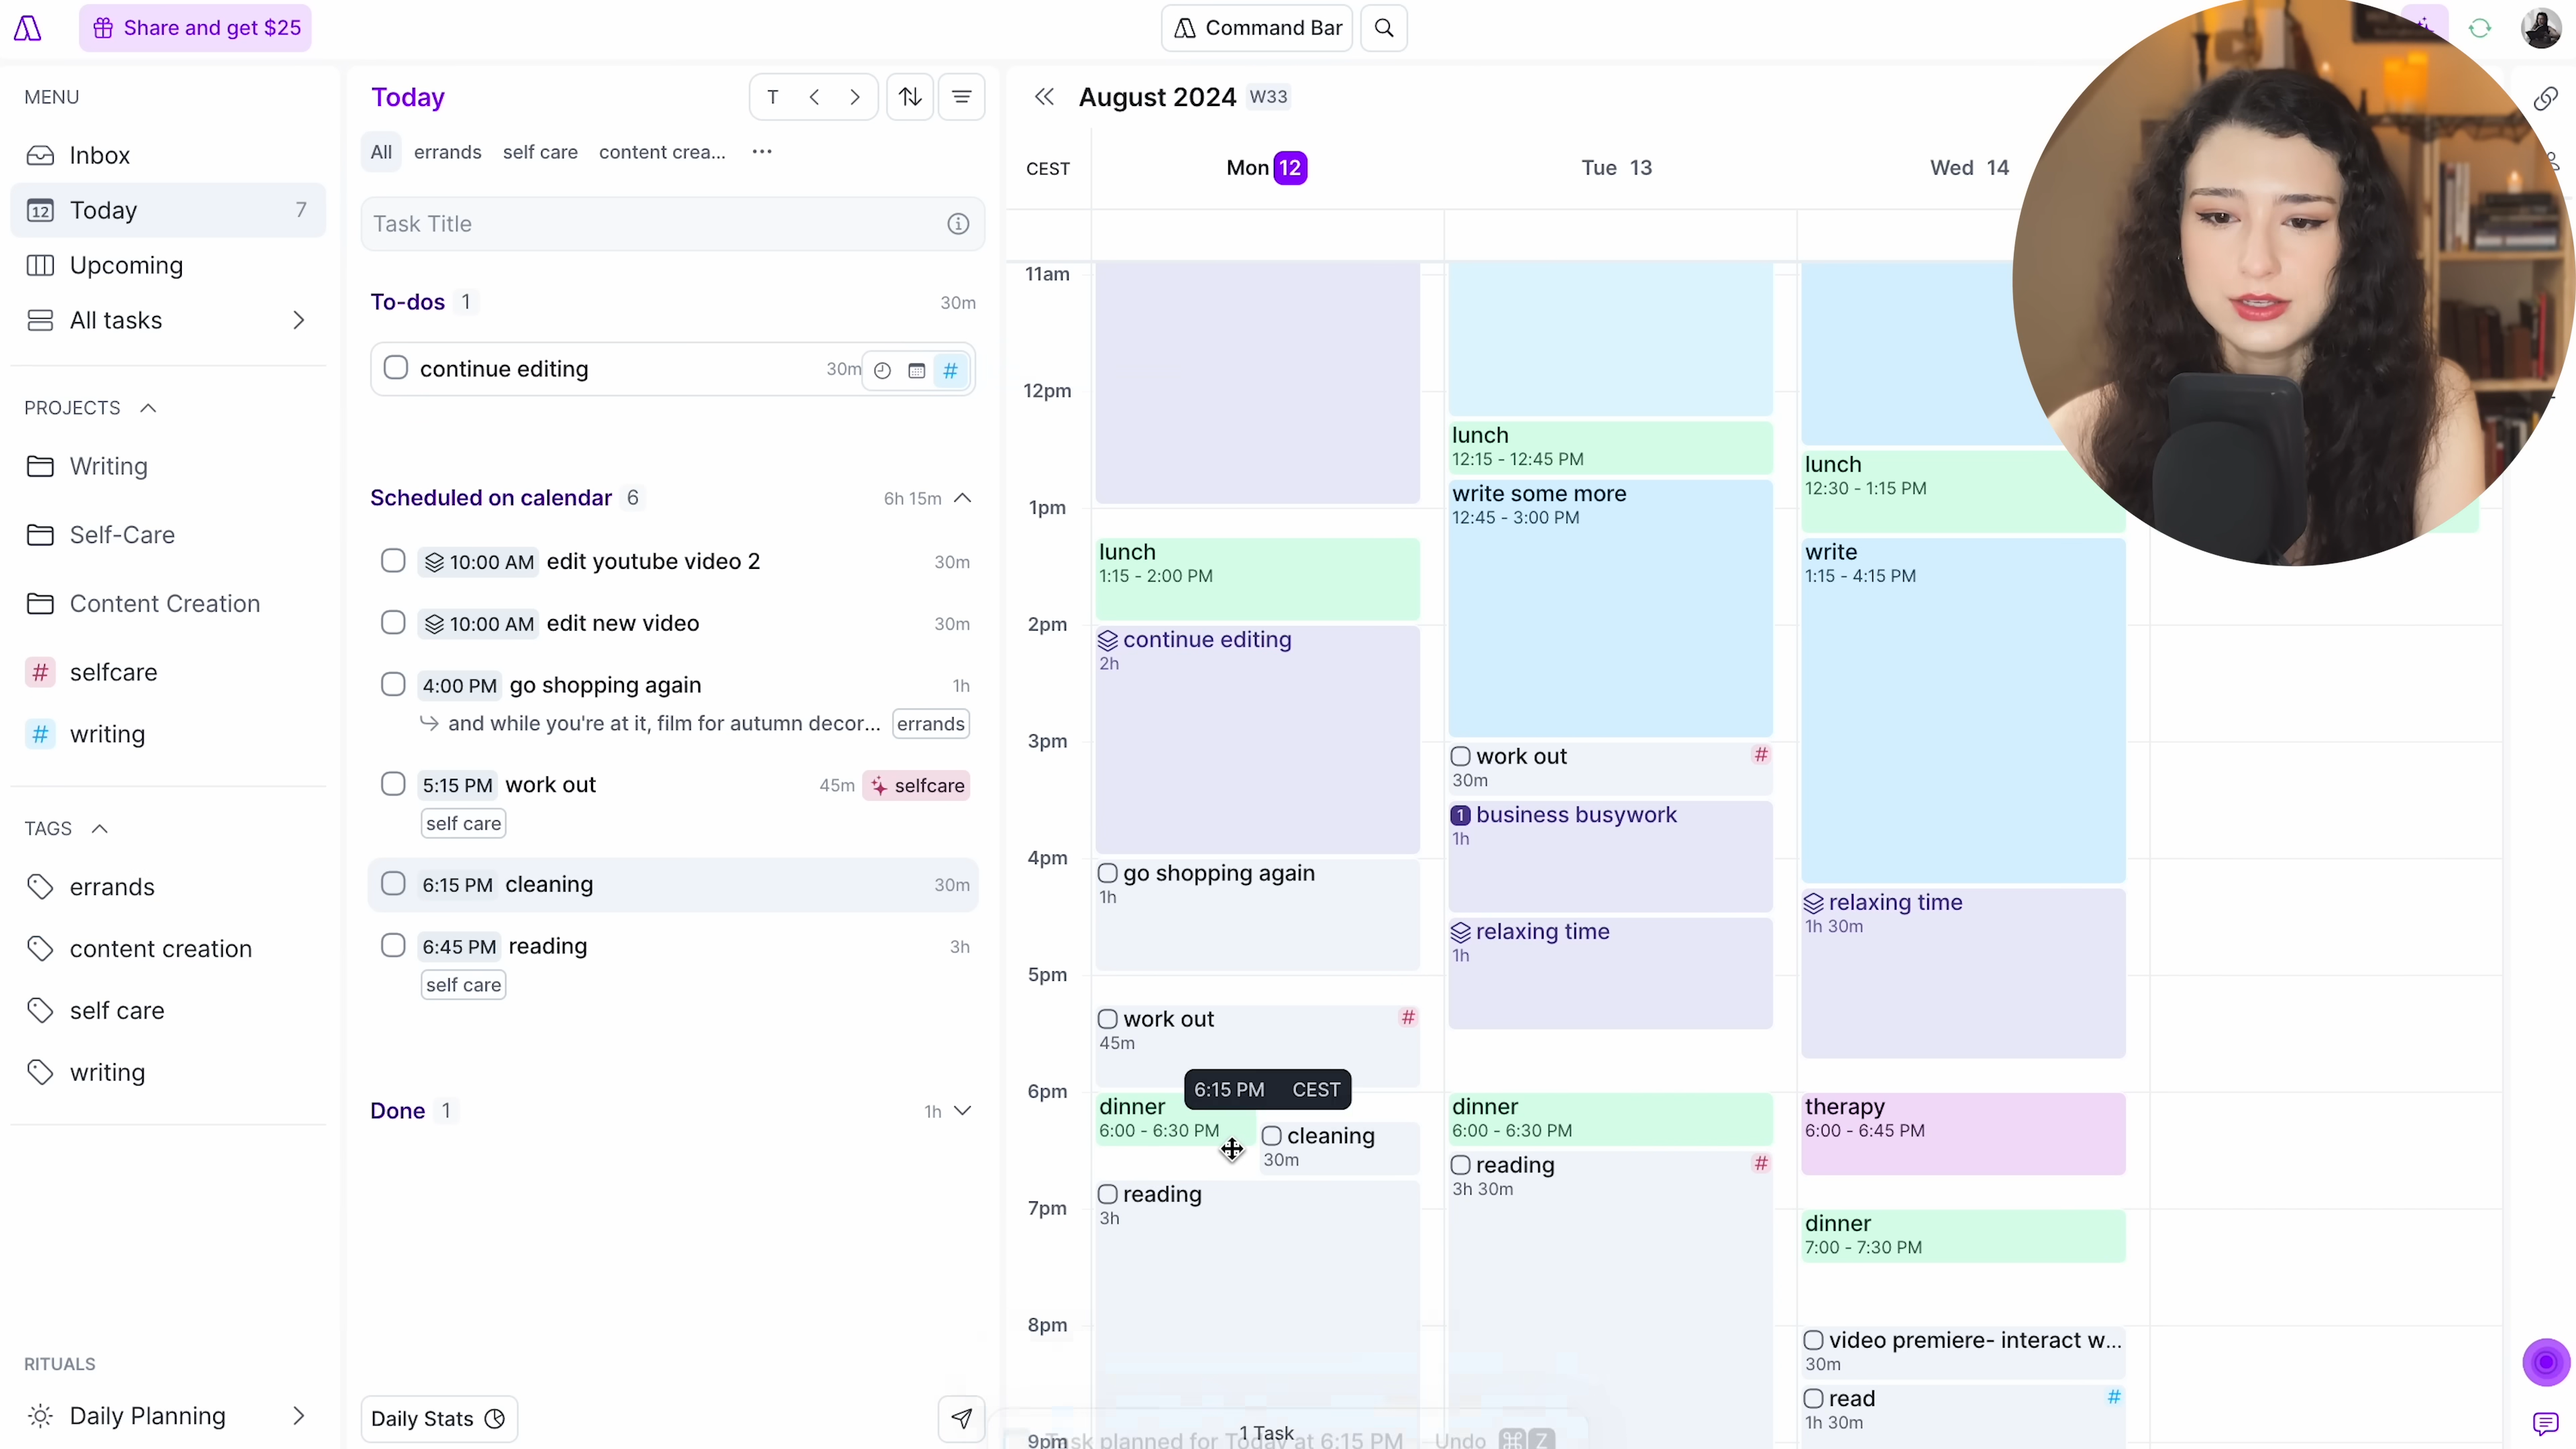 Share and get $25
Command Bar
MENU
Inbox
12 Today 7
Upcoming
All tasks
PROJECTS
Writing
Self-Care
Content Creation
# selfcare
# writing
TAGS
errands
content creation
self care
writing
RITUALS
Daily Planning
Today
T
All errands self care content crea... ...
Task Title
To-dos 1 30m
continue editing 30m #
Scheduled on calendar 6 6h 15m
10:00 AM edit youtube video 2 30m
10:00 AM edit new video 30m
4:00 PM go shopping again 1h
and while you're at it, film for autumn decor... errands
5:15 PM work out 45m selfcare
self care
6:15 PM cleaning 30m
6:45 PM reading 3h
self care
Done 1 1h
Daily Stats
August 2024 W33
CEST Mon 12 Tue 13 Wed 14
11am
12pm
1pm
2pm
3pm
4pm
5pm
6pm
7pm
8pm
9pm
lunch
1:15 - 2:00 PM
continue editing
2h
go shopping again
1h
work out #
45m
6:15 PM CEST
dinner
6:00 - 6:30 PM
cleaning
30m
reading
3h
lunch
12:15 - 12:45 PM
write some more
12:45 - 3:00 PM
work out #
30m
1 business busywork
1h
relaxing time
1h
dinner
6:00 - 6:30 PM
reading #
3h 30m
lunch
12:30 - 1:15 PM
write
1:15 - 4:15 PM
relaxing time
1h 30m
therapy
6:00 - 6:45 PM
dinner
7:00 - 7:30 PM
video premiere- interact w...
30m
read #
1h 30m
1 Task
Task planned for Today at 6:15 PM Undo ⌘ Z